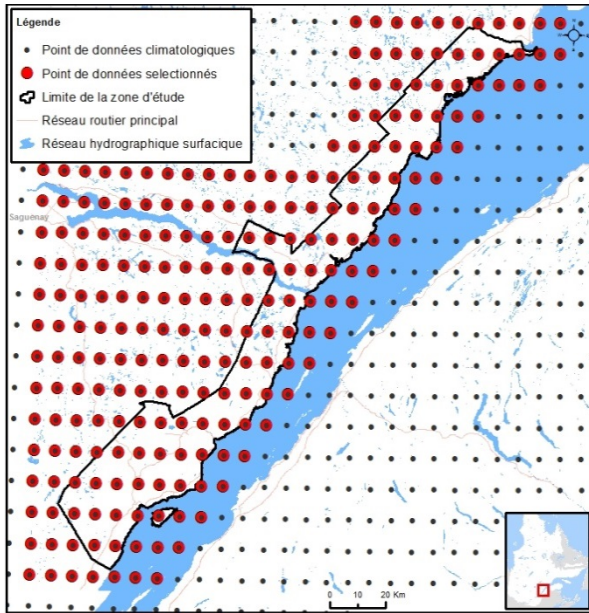 Légende
Point de données climatologiques
Point de données selectionnés
Limite de la zone d'étude
Réseau routier principal
Réseau hydrographique surfacique
Saguenay
0 10 20 Km